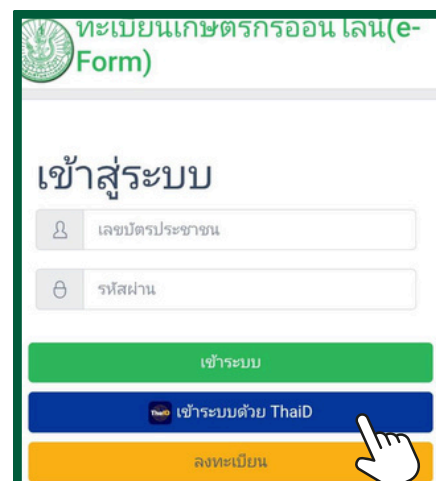 ทะเบียนเกษตรกรออนไลน์(e-
Form)
เข้าสู่ระบบ
เลขบัตรประชาชน
รหัสผ่าน
เข้าระบบ
ThaiD เข้าระบบด้วย ThaiD
ลงทะเบียน